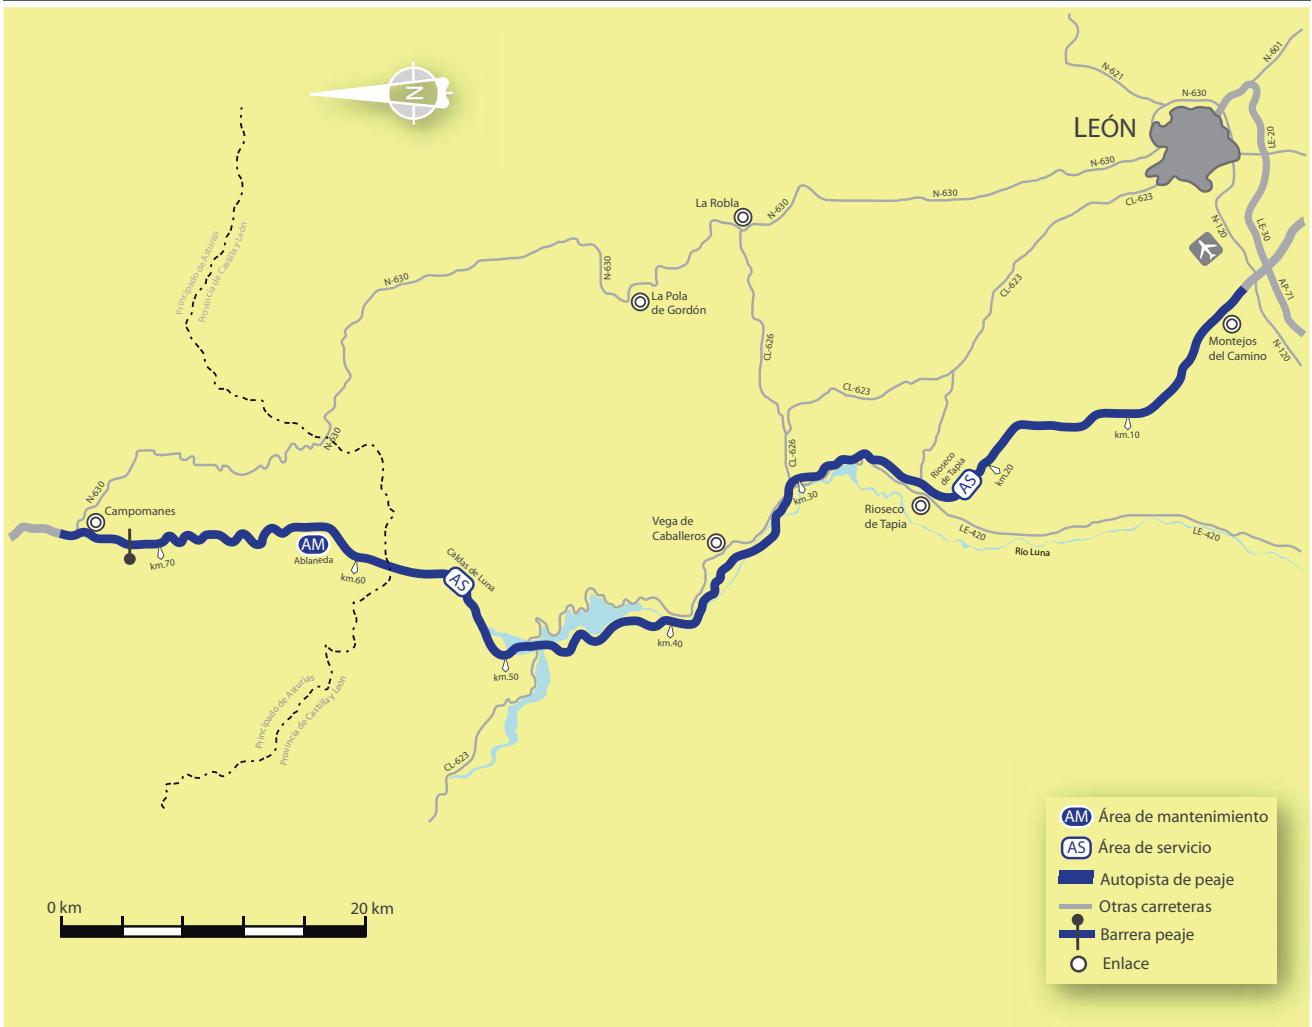 N-601
N-621
N-630
LEÓN
LE-20
N-630
N-630
CL-623
La Robla
N-630
N-120
LE-30
Principado de Asturias
Provincia de Castilla y León
N-630
N-630
CL-623
AP-71
La Pola
de Gordón
Montejos
del Camino
N-120
CL-626
CL-623
km.10
N-630
CL-626
Rioseco
de Tapia
AS
km.20
N-630
Campomanes
km.30
Rioseco
de Tapia
Vega de
Caballeros
LE-420
LE-420
Río Luna
AM
Ablaneda
km.70
km.60
Caldas de Luna
AS
km.40
km.50
Principado de Asturias
Provincia de Castilla y León
CL-623
N
AM Área de mantenimiento
AS Área de servicio
Autopista de peaje
Otras carreteras
Barrera peaje
Enlace
0 km
20 km